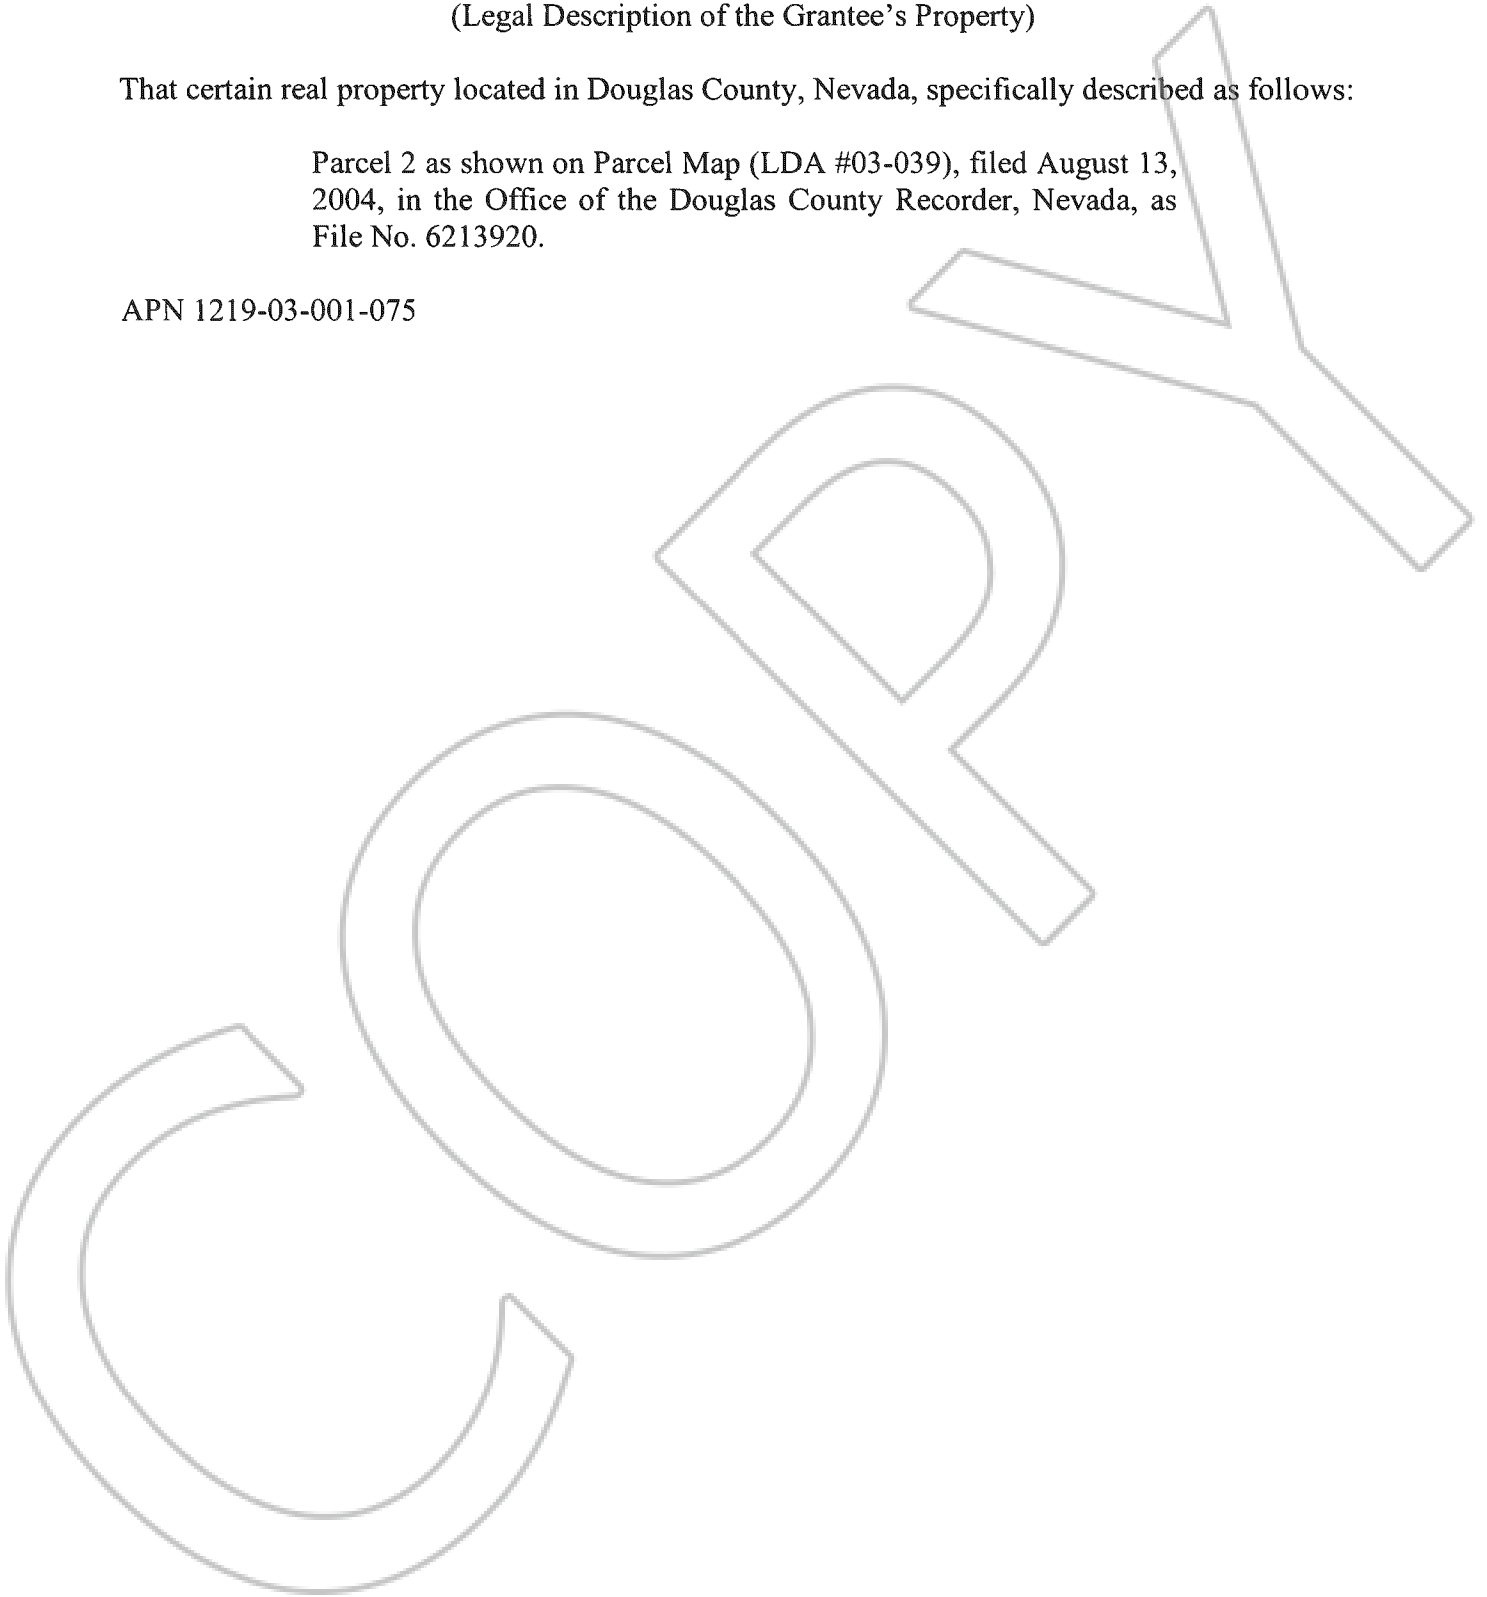 (Legal Description of the Grantee's Property)
That certain real property located in Douglas County, Nevada, specifically described as follows:
Parcel 2 as shown on Parcel Map (LDA #03-039), filed August 13,
2004, in the Office of the Douglas County Recorder, Nevada, as
File No. 6213920.
APN 1219-03-001-075
COPY